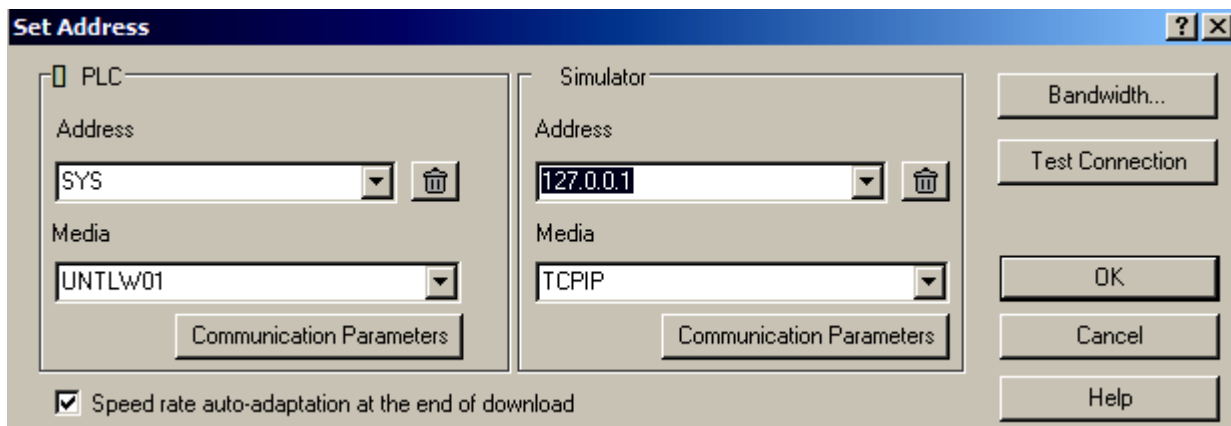 Set Address
PLC
Address
SYS
Media
UNTLW01
Communication Parameters
Simulator
Address
127.0.0.1
Media
TCPIP
Communication Parameters
Bandwidth...
Test Connection
OK
Cancel
Help
Speed rate auto-adaptation at the end of download